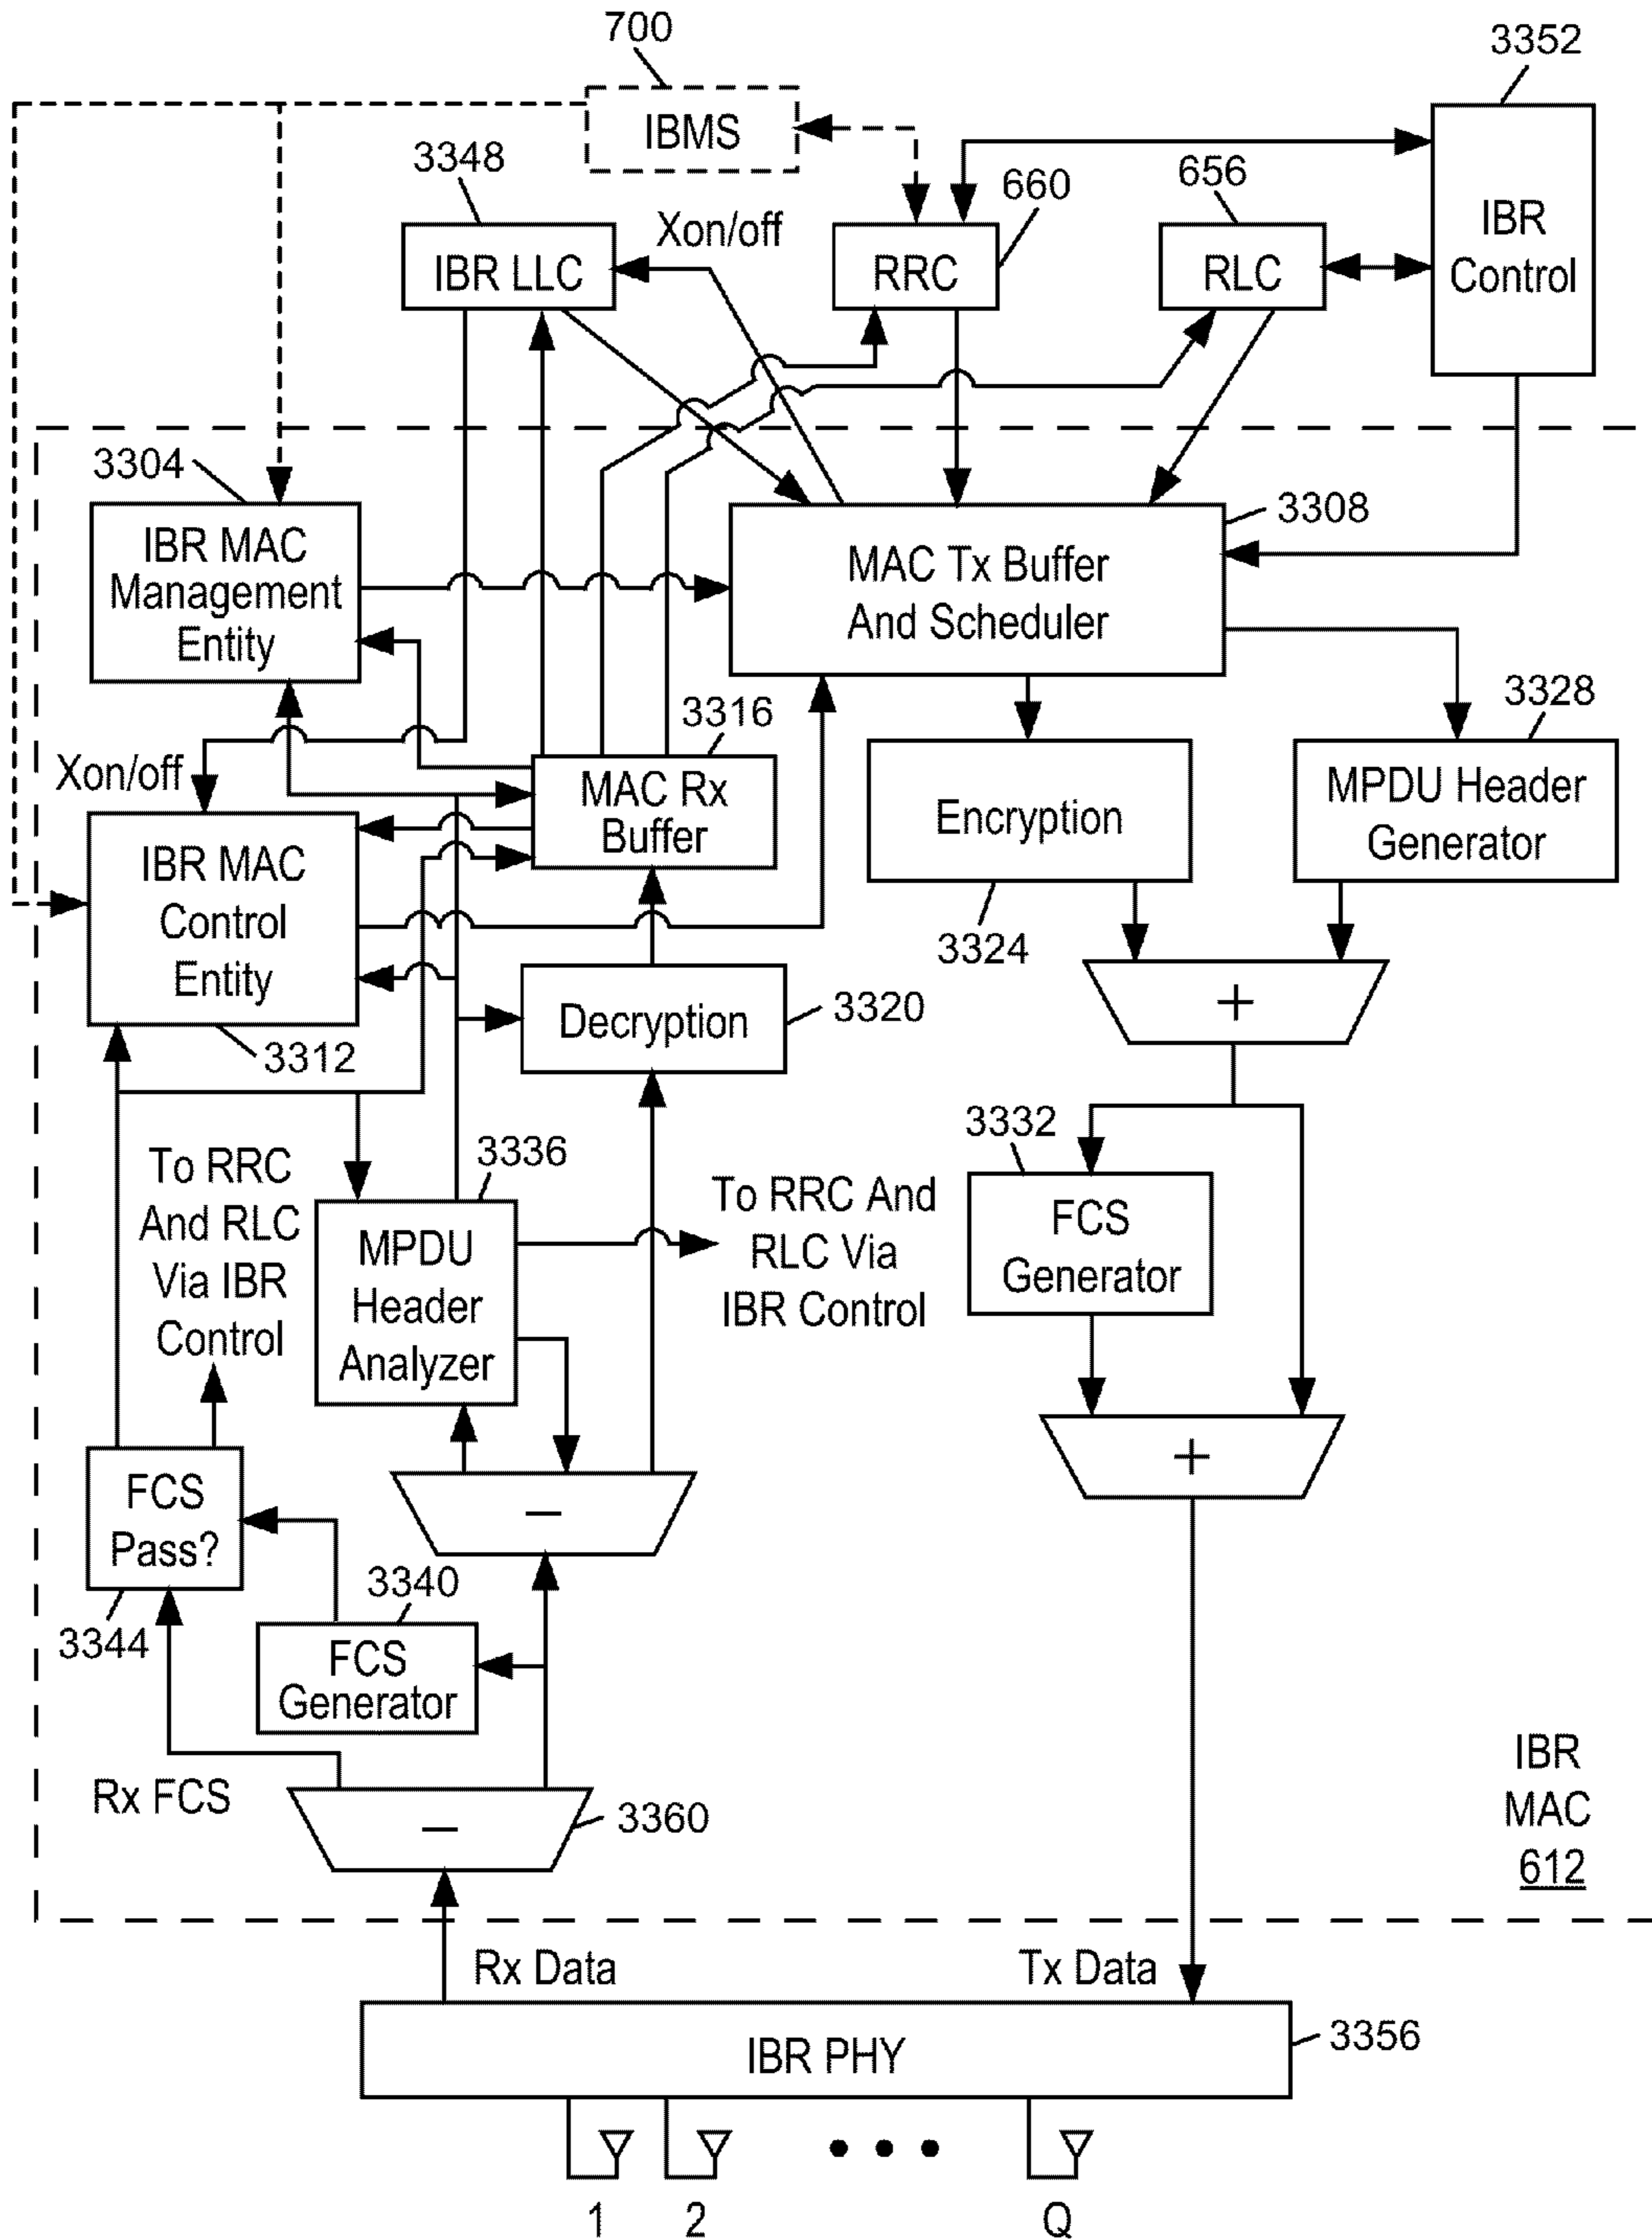 700
3352
IBMS
3348
656
660
Xon/off
IBR
Control
IBR LLC
RRC
RLC
3304
3308
IBR MAC
Management
Entity
MAC Tx Buffer
And Scheduler
3316
3328
Xon/off
MAC Rx
Buffer
Encryption
MPDU Header
Generator
IBR MAC
Control
Entity
3324
3312
Decryption
3320
+
3332
3336
To RRC
And RLC
Via IBR
Control
To RRC And
RLC Via
IBR Control
MPDU
Header
Analyzer
FCS
Generator
+
FCS
Pass?
–
3340
3344
FCS
Generator
Rx FCS
–
3360
IBR
MAC
612
Rx Data
Tx Data
IBR PHY
3356
1
2
• • •
Q